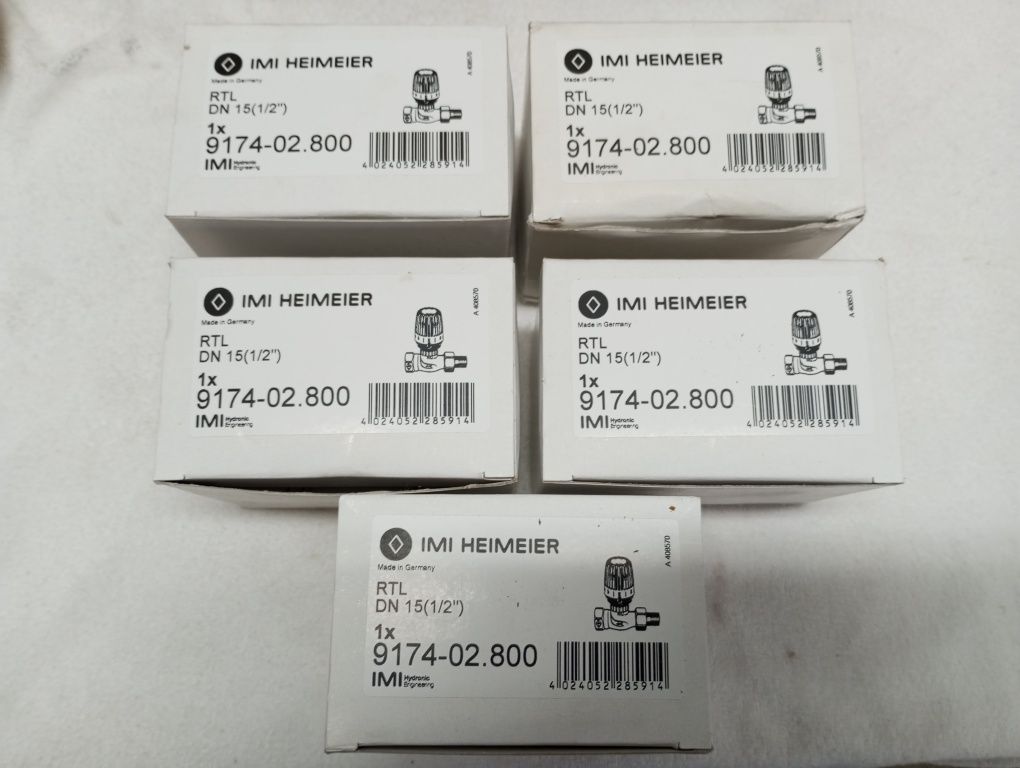 IMI HEIMEIER
Made in Germany
A 408570
RTL
DN 15(1/2")
1x
9174-02.800
IMI Hydronic
Engineering
4 024052 285914
IMI HEIMEIER
Made in Germany
A 408570
RTL
DN 15(1/2")
1x
9174-02.800
IMI Hydronic
Engineering
4 024052 285914
IMI HEIMEIER
Made in Germany
A 408570
RTL
DN 15(1/2")
1x
9174-02.800
IMI Hydronic
Engineering
4 024052 285914
IMI HEIMEIER
Made in Germany
A 408570
RTL
DN 15(1/2")
1x
9174-02.800
IMI Hydronic
Engineering
4 024052 285914
IMI HEIMEIER
Made in Germany
A 408570
RTL
DN 15(1/2")
1x
9174-02.800
IMI Hydronic
Engineering
4 024052 285914